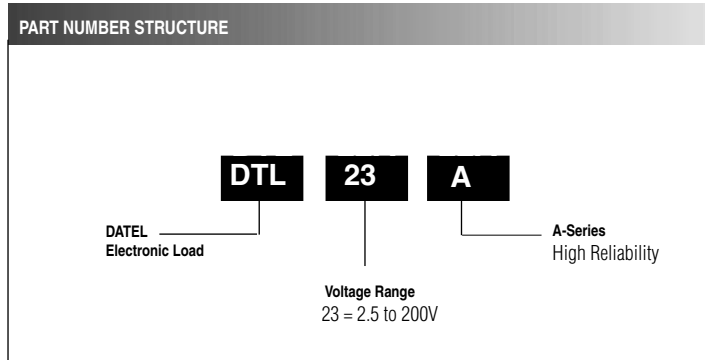 PART NUMBER STRUCTURE
DTL 23 A
DATEL
Electronic Load
A-Series
High Reliability
Voltage Range
23 = 2.5 to 200V